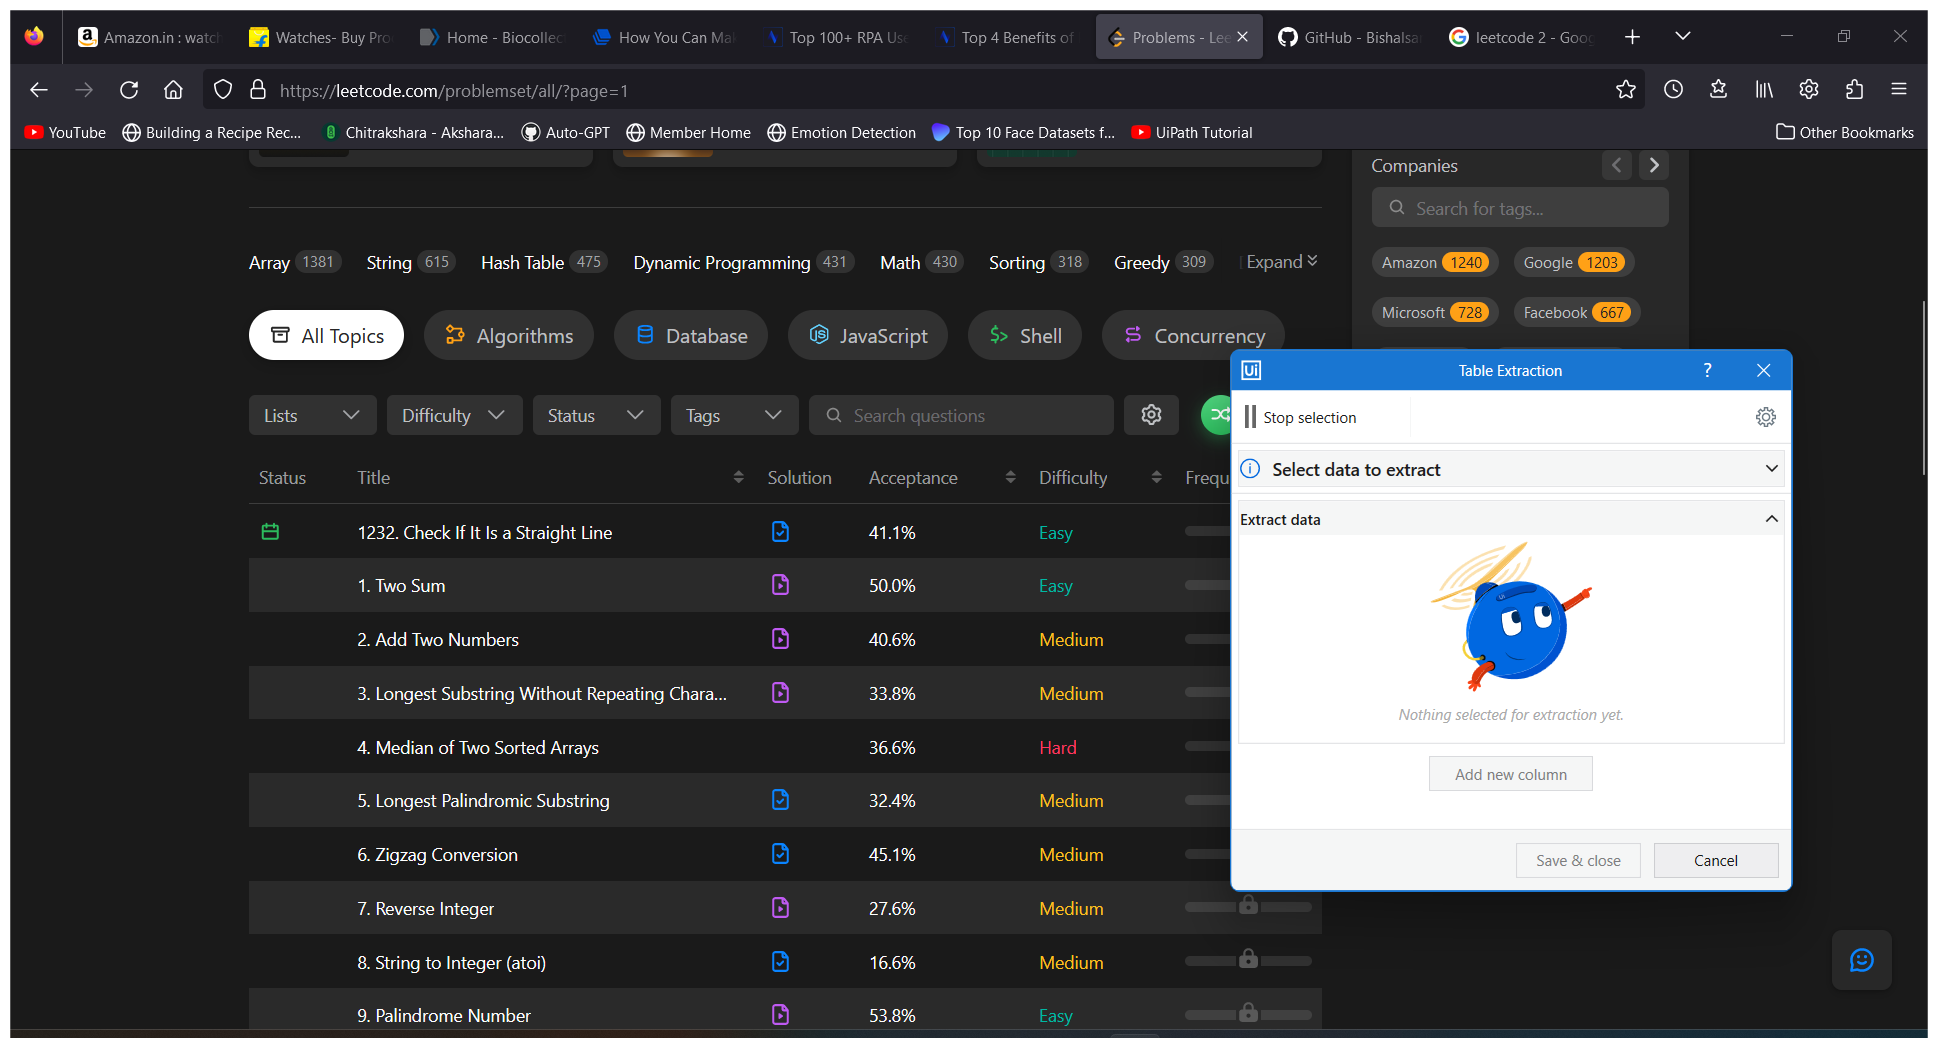 Amazon.in : watch
Watches- Buy Pro
Home - Biocollec
How You Can Ma
Top 100+ RPA Us
Top 4 Benefits of
Problems - Lee
GitHub - Bishalsa
leetcode 2 - Goog
https://leetcode.com/problemset/all/?page=1
YouTube
Building a Recipe Rec...
Chitrakshara - Akshara...
Auto-GPT
Member Home
Emotion Detection
Top 10 Face Datasets f...
UiPath Tutorial
Other Bookmarks
Companies
Search for tags...
Array 1381 String 615 Hash Table 475 Dynamic Programming 431 Math 430 Sorting 318 Greedy 309 Expand
Amazon 1240 Google 1203
Microsoft 728 Facebook 667
All Topics Algorithms Database JavaScript Shell Concurrency
Lists Difficulty Status Tags Search questions
Status Title Solution Acceptance Difficulty Frequ
1232. Check If It Is a Straight Line 41.1% Easy
1. Two Sum 50.0% Easy
2. Add Two Numbers 40.6% Medium
3. Longest Substring Without Repeating Chara... 33.8% Medium
4. Median of Two Sorted Arrays 36.6% Hard
5. Longest Palindromic Substring 32.4% Medium
6. Zigzag Conversion 45.1% Medium
7. Reverse Integer 27.6% Medium
8. String to Integer (atoi) 16.6% Medium
9. Palindrome Number 53.8% Easy
Ui Table Extraction ?
Stop selection
Select data to extract
Extract data
Nothing selected for extraction yet.
Add new column
Save & close Cancel